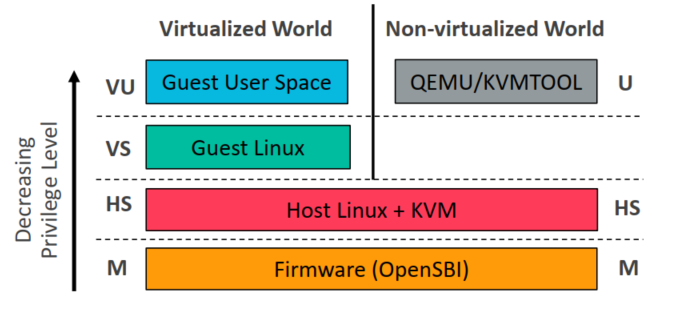 Virtualized World
Non-virtualized World
Decreasing
Privilege Level
VU
Guest User Space
QEMU/KVMTOOL
U
VS
Guest Linux
HS
Host Linux + KVM
HS
M
Firmware (OpenSBI)
M